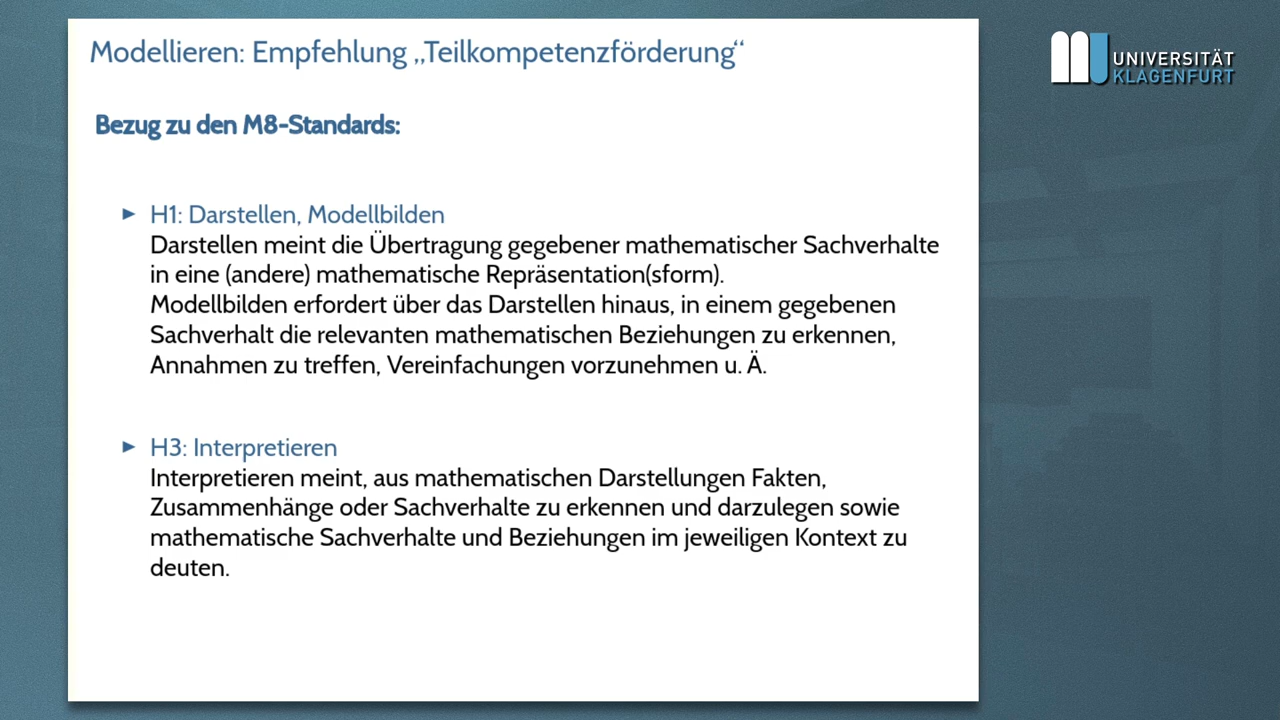 Modellieren: Empfehlung „Teilkompetenzförderung“
UNIVERSITÄT
KLAGENFURT
Bezug zu den M8-Standards:
► H1: Darstellen, Modellbilden
Darstellen meint die Übertragung gegebener mathematischer Sachverhalte
in eine (andere) mathematische Repräsentation(sform).
Modellbilden erfordert über das Darstellen hinaus, in einem gegebenen
Sachverhalt die relevanten mathematischen Beziehungen zu erkennen,
Annahmen zu treffen, Vereinfachungen vorzunehmen u. Ä.
► H3: Interpretieren
Interpretieren meint, aus mathematischen Darstellungen Fakten,
Zusammenhänge oder Sachverhalte zu erkennen und darzulegen sowie
mathematische Sachverhalte und Beziehungen im jeweiligen Kontext zu
deuten.